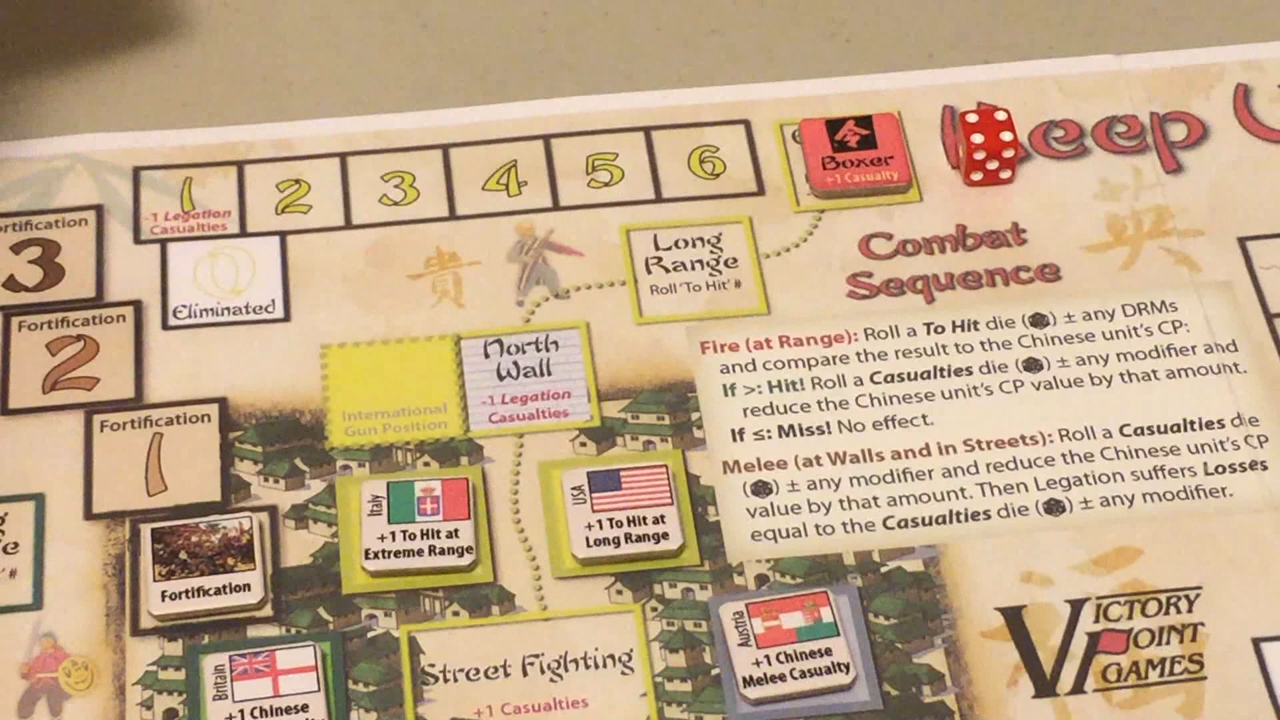 1
-1 Legation
Casualties
2
3
4
5
6
Boxer
+1 Casualty
Eliminated
Fortification
3
Fortification
2
Fortification
1
Fortification
Long
Range
Roll 'To Hit' #
North
Wall
-1 Legation
Casualties
International
Gun Position
Italy
+1 To Hit at
Extreme Range
USA
+1 To Hit at
Long Range
Britain
+1 Chinese
Street Fighting
+1 Casualties
Austria
+1 Chinese
Melee Casualty
貴
英
福
Combat
Sequence
Fire (at Range): Roll a To Hit die () ± any DRMs
and compare the result to the Chinese unit's CP:
If >: Hit! Roll a Casualties die () ± any modifier and
reduce the Chinese unit's CP value by that amount.
If ≤: Miss! No effect.
Melee (at Walls and in Streets): Roll a Casualties die
() ± any modifier and reduce the Chinese unit's CP
value by that amount. Then Legation suffers Losses
equal to the Casualties die () ± any modifier.
VICTORY
POINT
GAMES